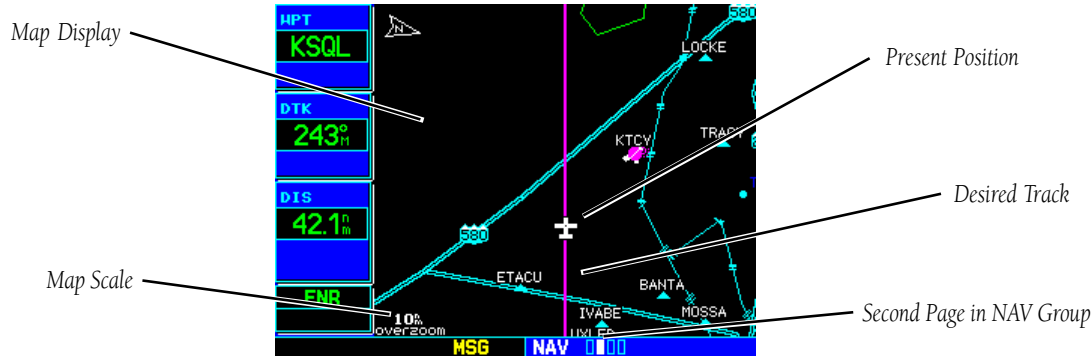 Map Display
Map Scale
WPT
KSQL
DTK
243°M
DIS
42.1nm
ENR
580
LOCKE
KTCY
TRACY
580
ETACU
BANTA
IVABE
MOSSA
10nm
overzoom
MSG
NAV
Present Position
Desired Track
Second Page in NAV Group